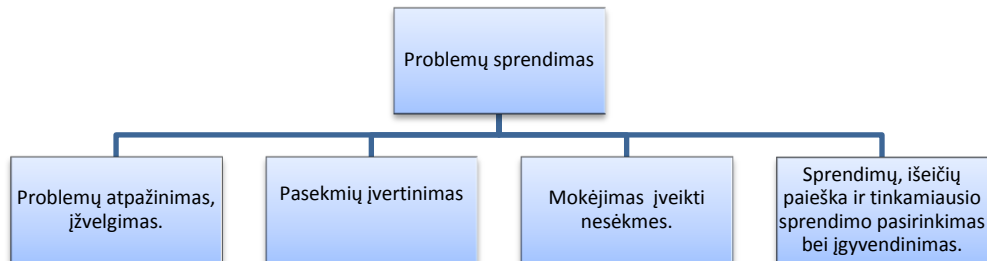 Problemų sprendimas
Problemų atpažinimas,
įžvelgimas.
Pasekmių įvertinimas
Mokėjimas įveikti
nesėkmes.
Sprendimų, išeičių
paieška ir tinkamiausio
sprendimo pasirinkimas
bei įgyvendinimas.